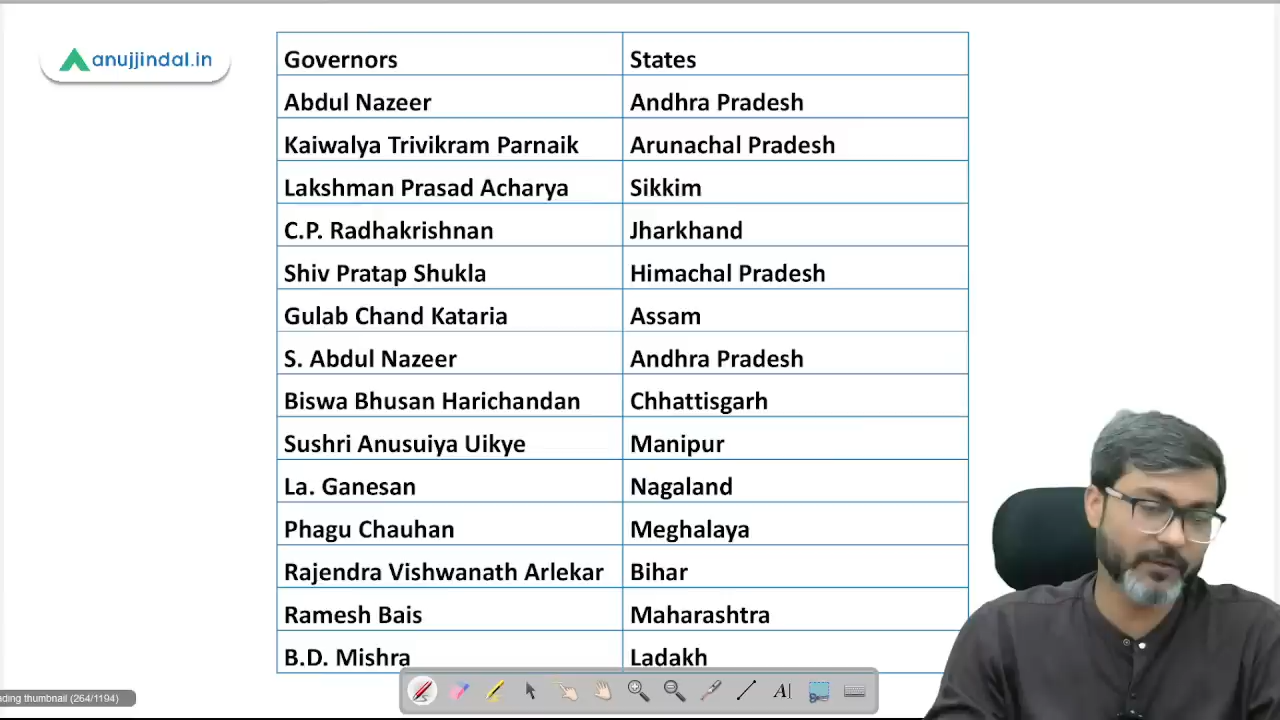 anujjindal.in
Governors States
Abdul Nazeer Andhra Pradesh
Kaiwalya Trivikram Parnaik Arunachal Pradesh
Lakshman Prasad Acharya Sikkim
C.P. Radhakrishnan Jharkhand
Shiv Pratap Shukla Himachal Pradesh
Gulab Chand Kataria Assam
S. Abdul Nazeer Andhra Pradesh
Biswa Bhusan Harichandan Chhattisgarh
Sushri Anusuiya Uikye Manipur
La. Ganesan Nagaland
Phagu Chauhan Meghalaya
Rajendra Vishwanath Arlekar Bihar
Ramesh Bais Maharashtra
B.D. Mishra Ladakh
thumbnail (264/1194)
A